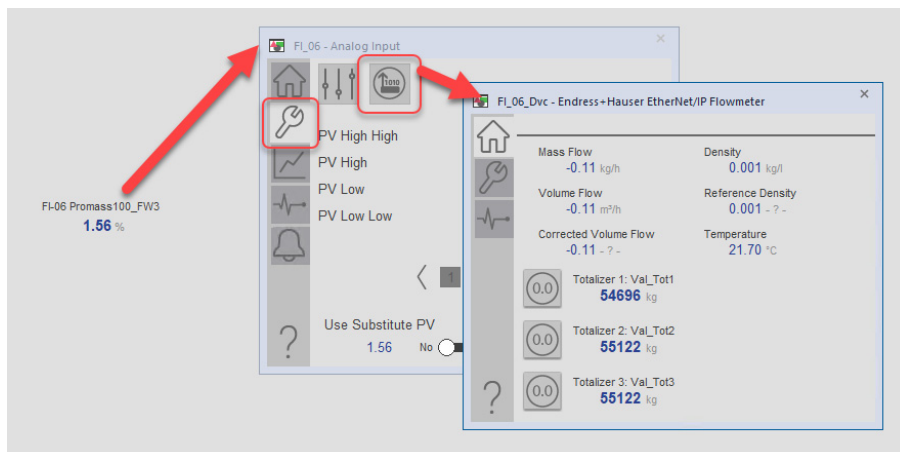 FI-06 Promass100_FW3
1.56 %
FI_06 - Analog Input
1010
PV High High
PV High
PV Low
PV Low Low
1
Use Substitute PV
1.56 No
?
FI_06_Dvc - Endress+Hauser EtherNet/IP Flowmeter
Mass Flow
-0.11 kg/h
Density
0.001 kg/l
Volume Flow
-0.11 m³/h
Reference Density
0.001 - ? -
Corrected Volume Flow
-0.11 - ? -
Temperature
21.70 °C
0.0
Totalizer 1: Val_Tot1
54696 kg
0.0
Totalizer 2: Val_Tot2
55122 kg
0.0
Totalizer 3: Val_Tot3
55122 kg
?